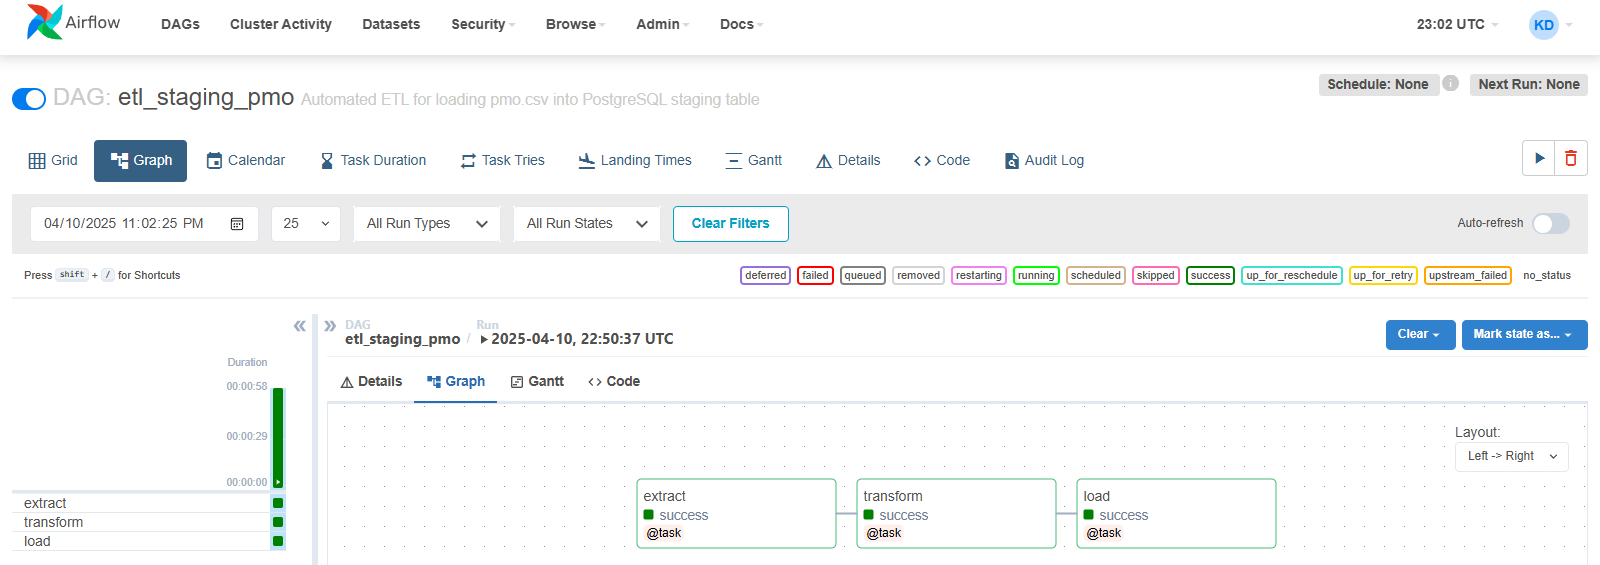 Airflow DAGs Cluster Activity Datasets Security Browse Admin Docs 23:02 UTC KD
Schedule: None Next Run: None
DAG: etl_staging_pmo Automated ETL for loading pmo.csv into PostgreSQL staging table
Grid Graph Calendar Task Duration Task Tries Landing Times Gantt Details <> Code Audit Log
04/10/2025 11:02:25 PM 25 All Run Types All Run States Clear Filters Auto-refresh
Press shift + / for Shortcuts deferred failed queued removed restarting running scheduled skipped success up_for_reschedule up_for_retry upstream_failed no_status
« » DAG Run
etl_staging_pmo / 2025-04-10, 22:50:37 UTC Clear Mark state as...
Duration
00:00:58
00:00:29
00:00:00
extract
transform
load
Details Graph Gantt <> Code
Layout:
Left -> Right
extract
success
@task
transform
success
@task
load
success
@task